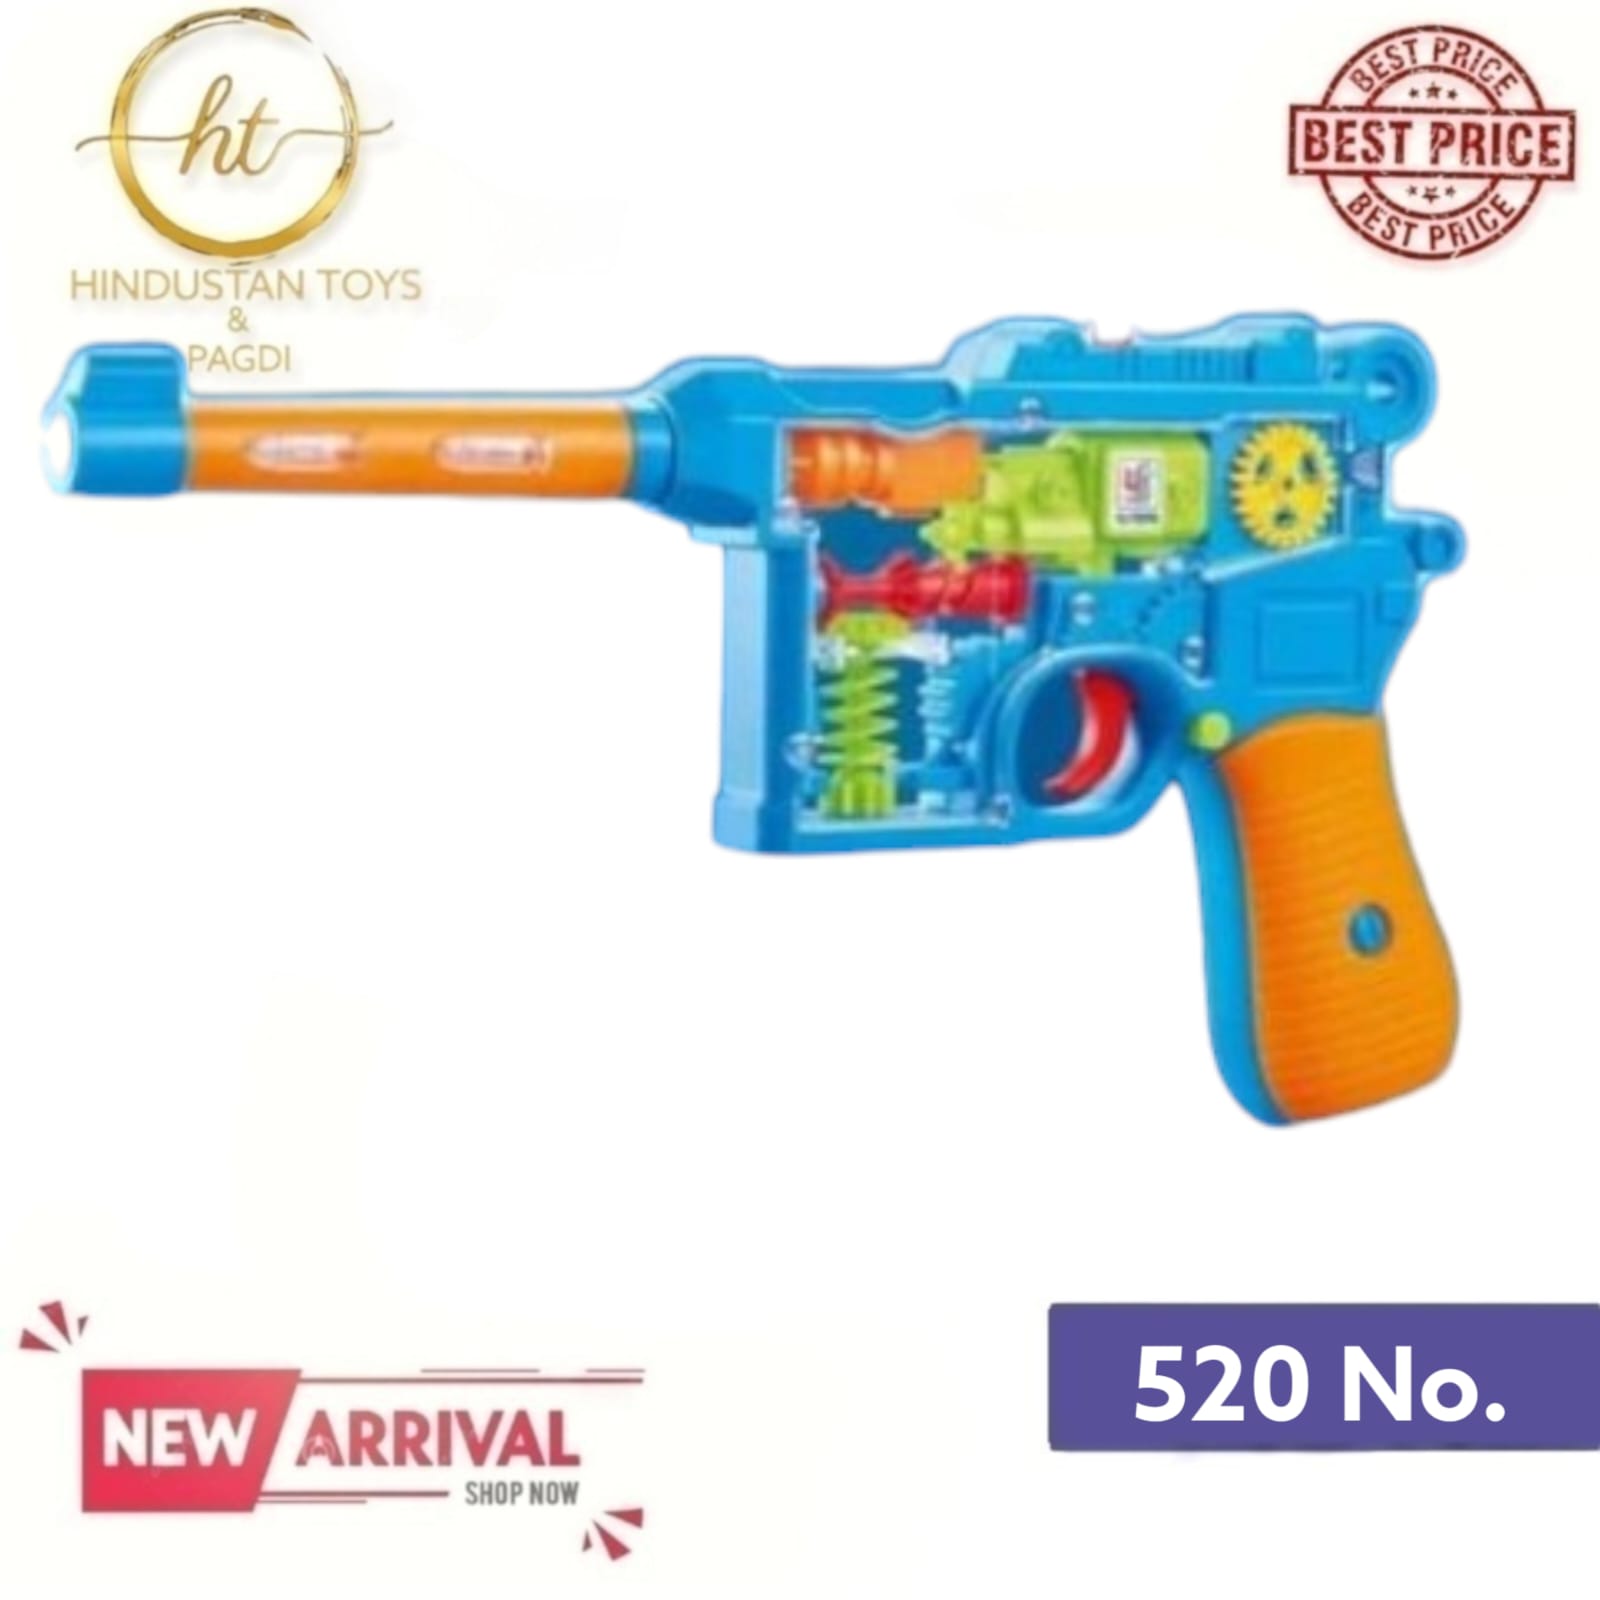 ht
HINDUSTAN TOYS
&
PAGDI
BEST PRICE
BEST PRICE
BEST PRICE
NEW ARRIVAL
SHOP NOW
520 No.